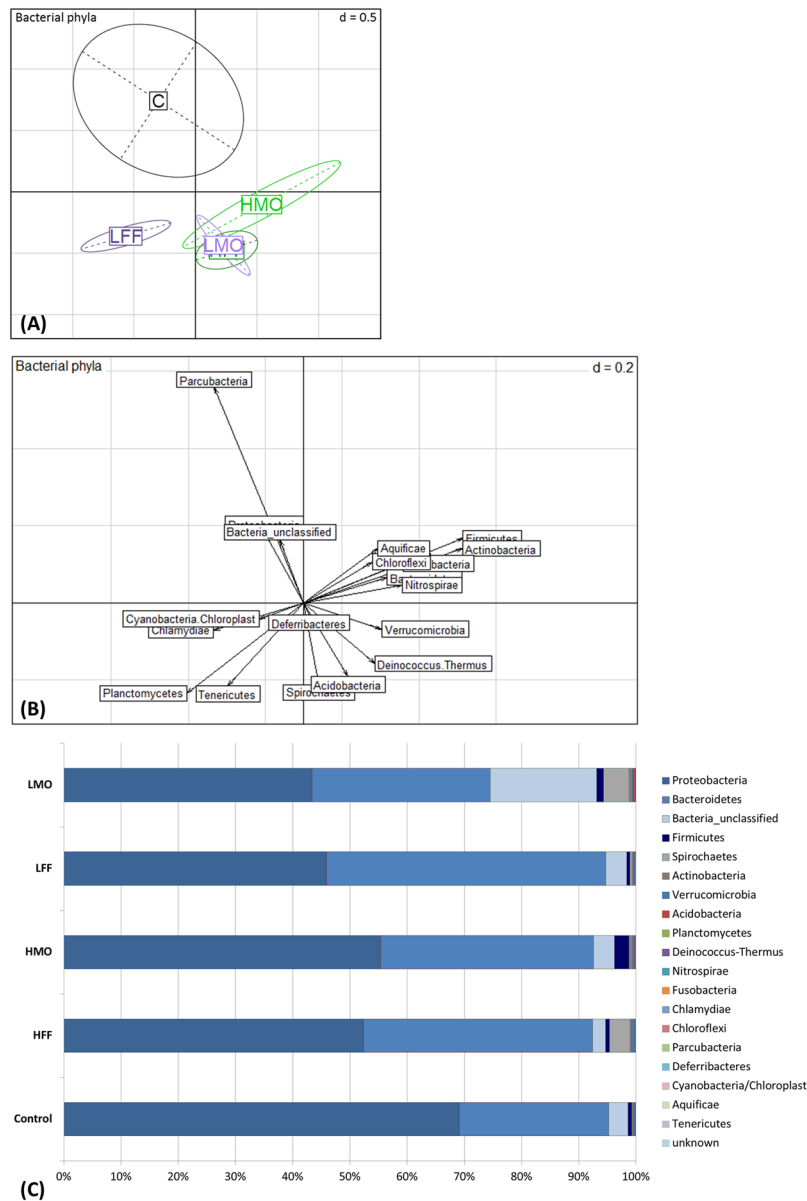 Bacterial phyla
d = 0.5
C
HMO
LFF
LMO
(A)
Bacterial phyla
d = 0.2
Parcubacteria
Proteobacteria
Bacteria_unclassified
Firmicutes
Aquificae
Actinobacteria
Chloroflexi
Nitrospirae
Cyanobacteria.Chloroplast
Deferribacteres
Chlamydiae
Verrucomicrobia
Deinococcus.Thermus
Acidobacteria
Planctomycetes
Tenericutes
Spirochaetes
(B)
LMO
LFF
HMO
HFF
Control
0% 10% 20% 30% 40% 50% 60% 70% 80% 90% 100%
Proteobacteria
Bacteroidetes
Bacteria_unclassified
Firmicutes
Spirochaetes
Actinobacteria
Verrucomicrobia
Acidobacteria
Planctomycetes
Deinococcus-Thermus
Nitrospirae
Fusobacteria
Chlamydiae
Chloroflexi
Parcubacteria
Deferribacteres
Cyanobacteria/Chloroplast
Aquificae
Tenericutes
unknown
(C)